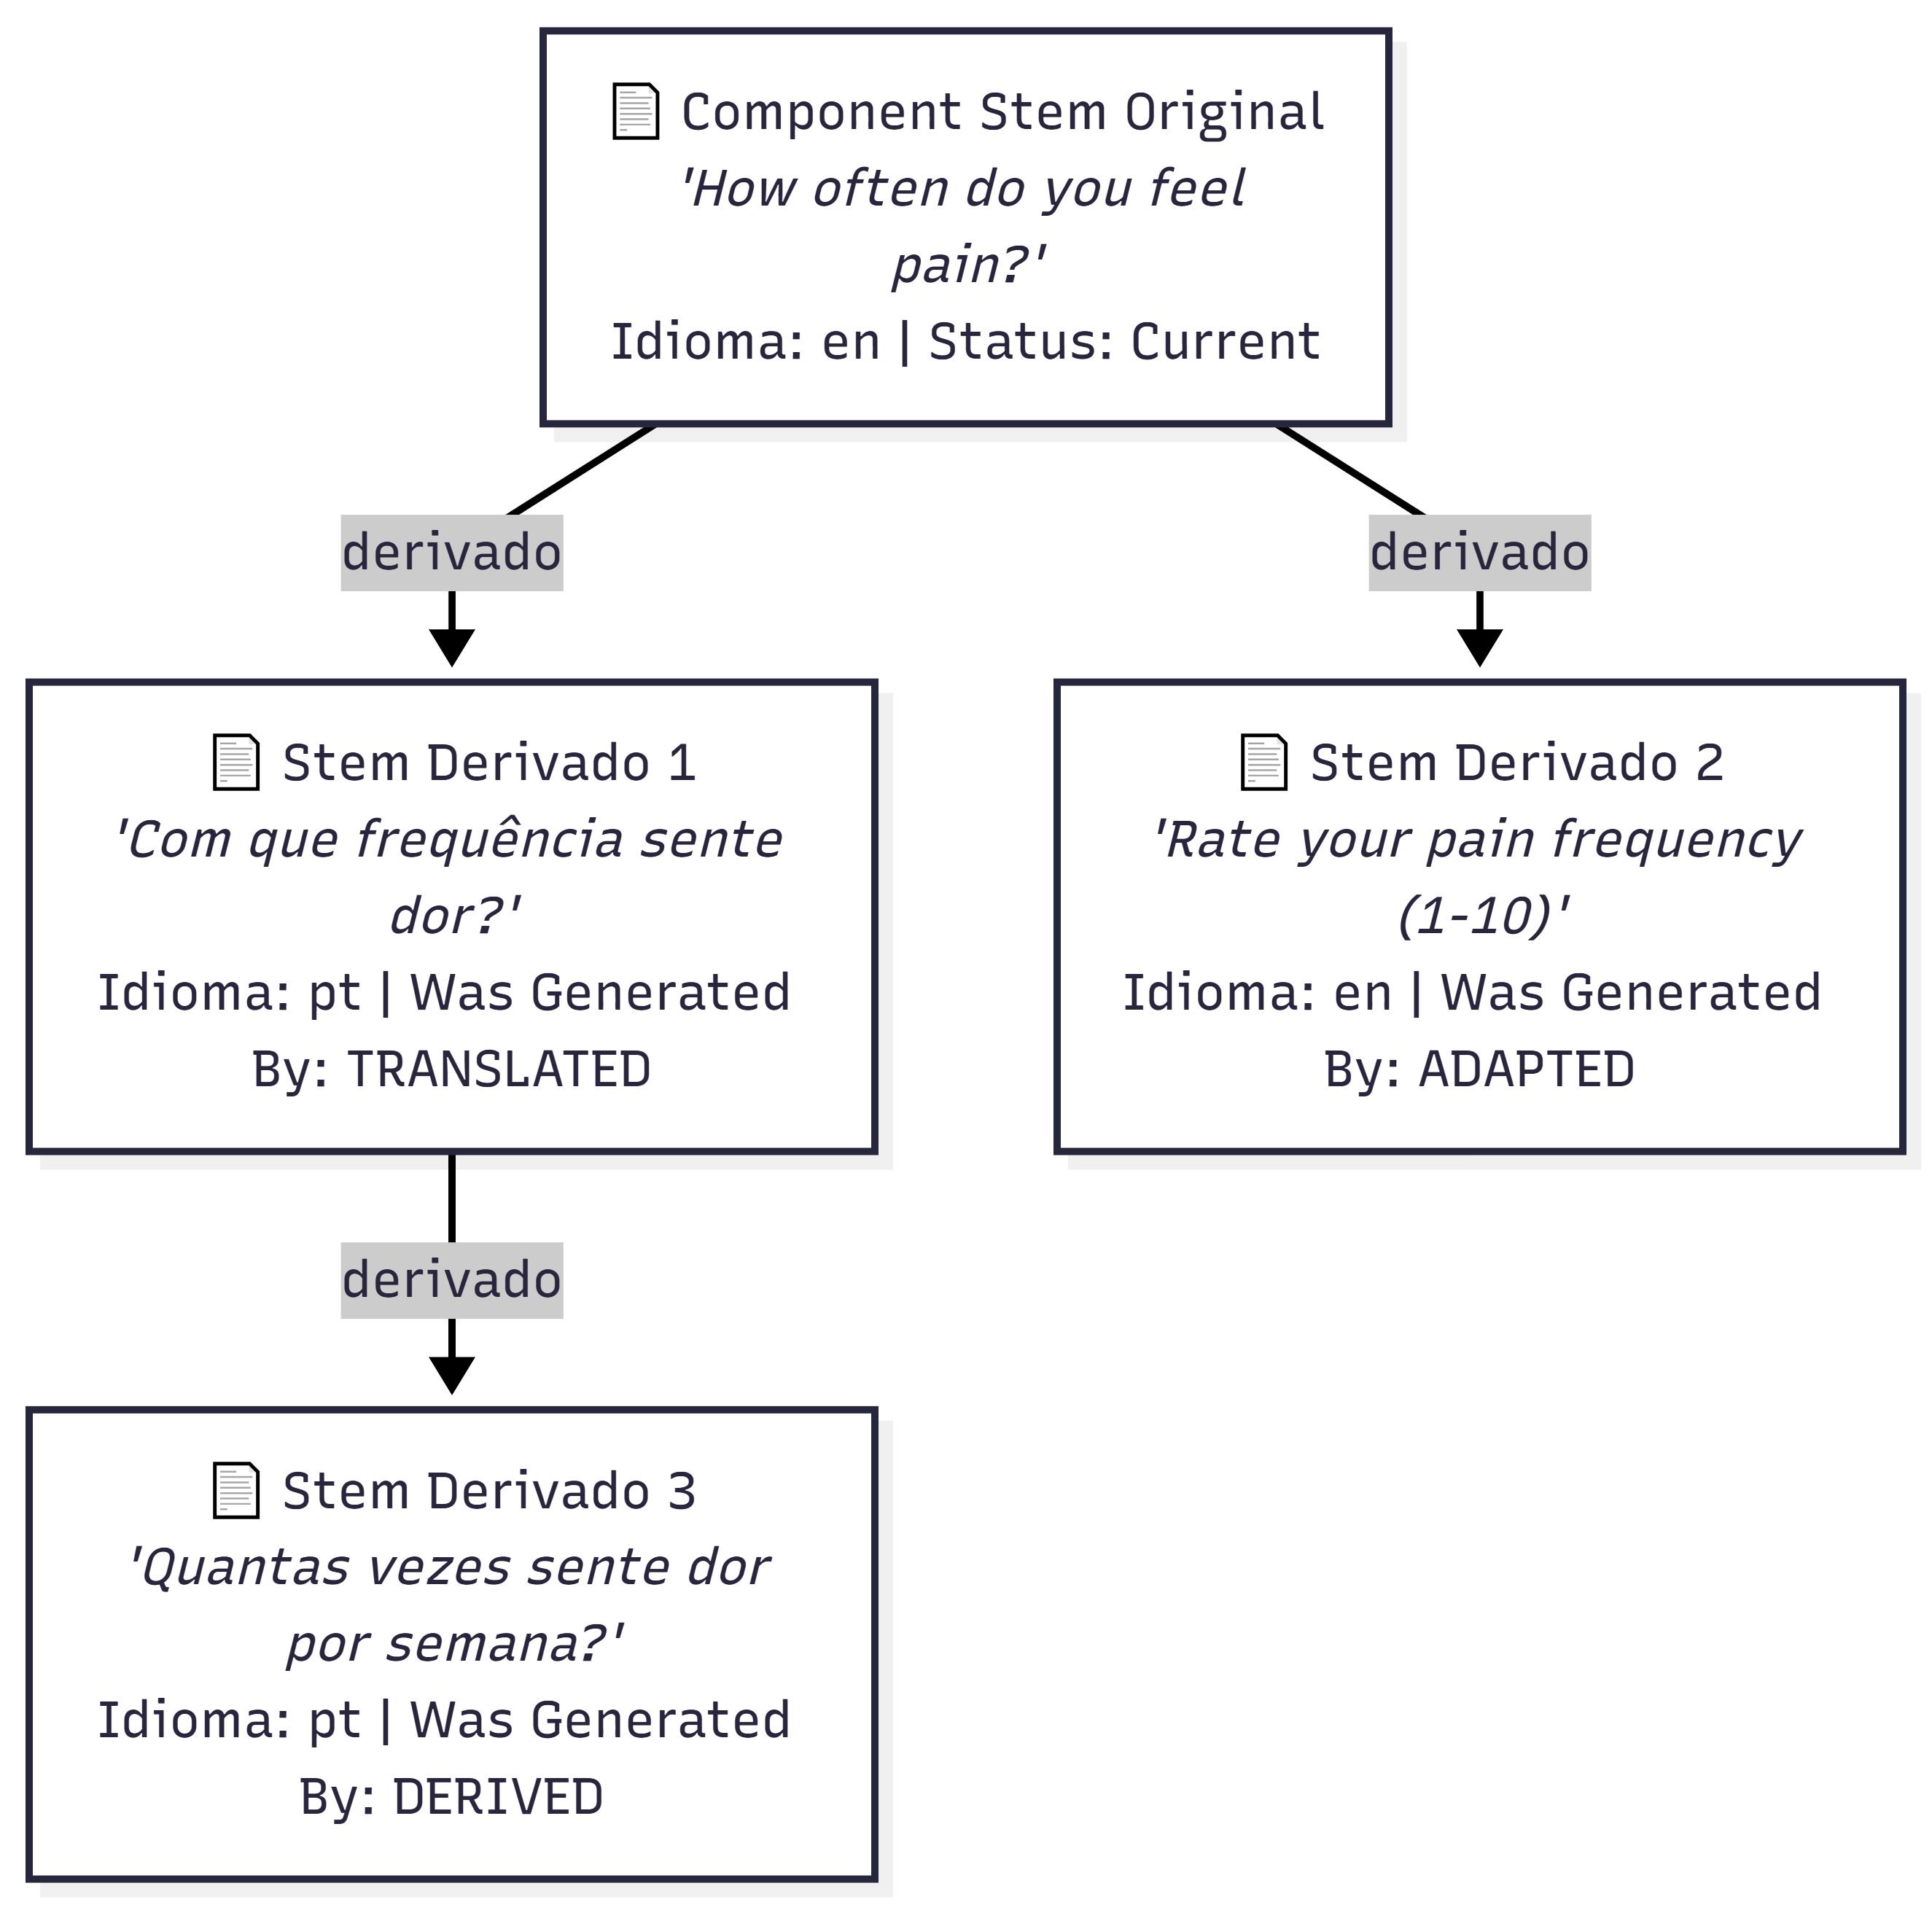 Component Stem Original
'How often do you feel
pain?'
Idioma: en | Status: Current
derivado
derivado
Stem Derivado 1
'Com que frequência sente
dor?'
Idioma: pt | Was Generated
By: TRANSLATED
Stem Derivado 2
'Rate your pain frequency
(1-10)'
Idioma: en | Was Generated
By: ADAPTED
derivado
Stem Derivado 3
'Quantas vezes sente dor
por semana?'
Idioma: pt | Was Generated
By: DERIVED